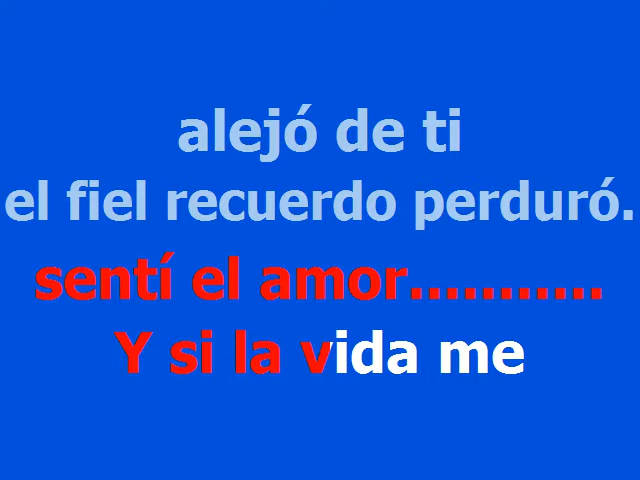 alejó de ti
el fiel recuerdo perduró.
sentí el amor...........
Y si la vida me